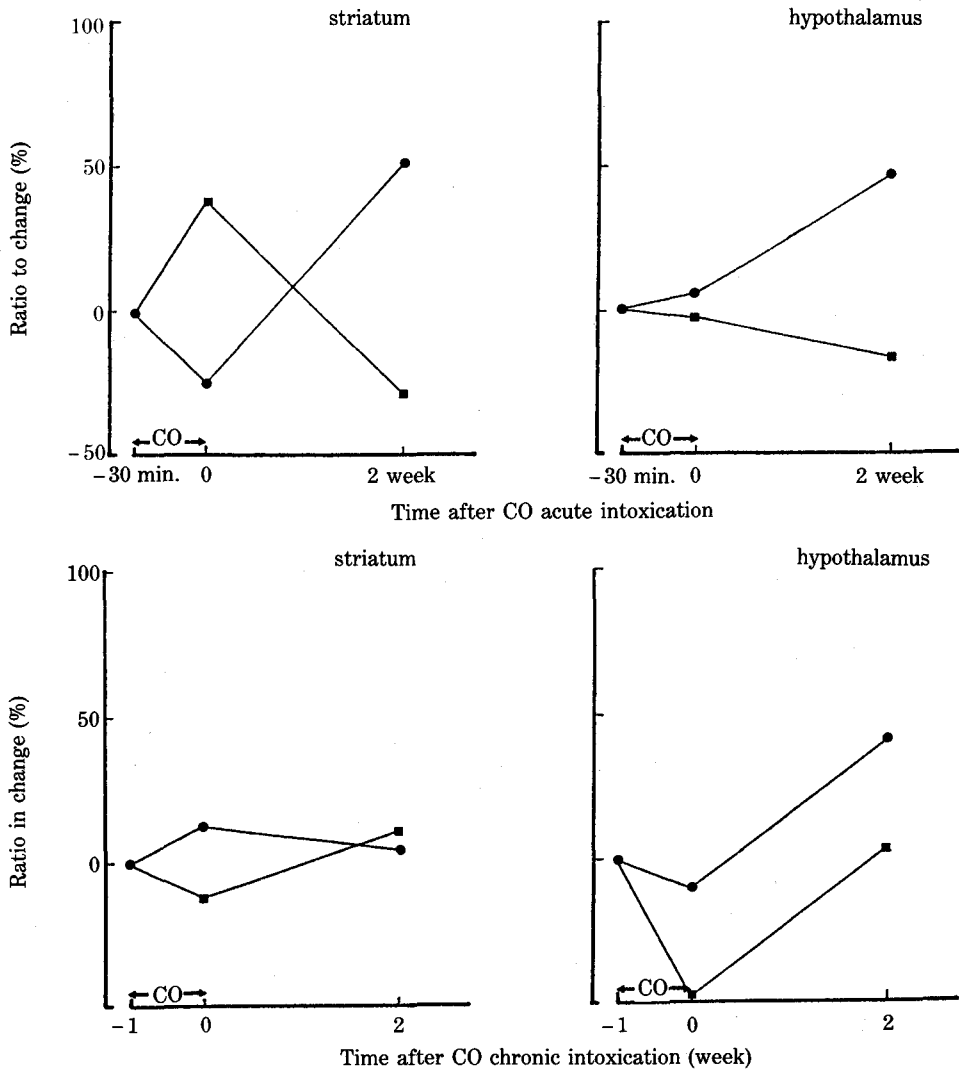 striatum
hypothalamus
100
50
0
−50
Ratio to change (%)
←CO→
←CO→
−30 min. 0 2 week
−30 min. 0 2 week
Time after CO acute intoxication
striatum
hypothalamus
100
50
0
Ratio in change (%)
←CO→
←CO→
−1 0 2
−1 0 2
Time after CO chronic intoxication (week)